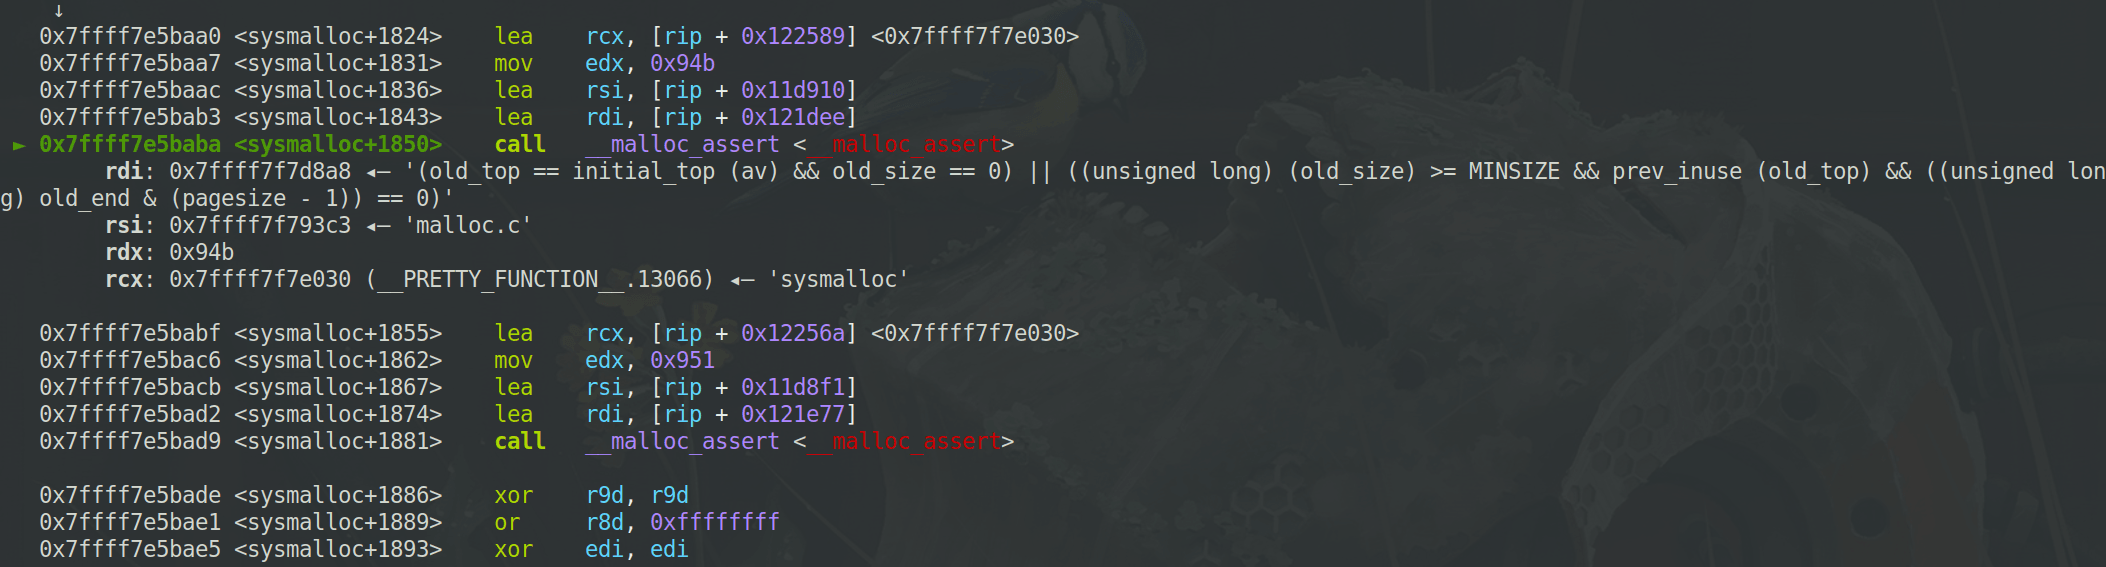 ↓
0x7ffff7e5baa0 <sysmalloc+1824>    lea    rcx, [rip + 0x122589] <0x7ffff7f7e030>
0x7ffff7e5baa7 <sysmalloc+1831>    mov    edx, 0x94b
0x7ffff7e5baac <sysmalloc+1836>    lea    rsi, [rip + 0x11d910]
0x7ffff7e5bab3 <sysmalloc+1843>    lea    rdi, [rip + 0x121dee]
► 0x7ffff7e5baba <sysmalloc+1850>    call   __malloc_assert <__malloc_assert>
rdi: 0x7ffff7f7d8a8 ◂— '(old_top == initial_top (av) && old_size == 0) || ((unsigned long) (old_size) >= MINSIZE && prev_inuse (old_top) && ((unsigned lon
g) old_end & (pagesize - 1)) == 0)'
rsi: 0x7ffff7f793c3 ◂— 'malloc.c'
rdx: 0x94b
rcx: 0x7ffff7f7e030 (__PRETTY_FUNCTION__.13066) ◂— 'sysmalloc'
0x7ffff7e5babf <sysmalloc+1855>    lea    rcx, [rip + 0x12256a] <0x7ffff7f7e030>
0x7ffff7e5bac6 <sysmalloc+1862>    mov    edx, 0x951
0x7ffff7e5bacb <sysmalloc+1867>    lea    rsi, [rip + 0x11d8f1]
0x7ffff7e5bad2 <sysmalloc+1874>    lea    rdi, [rip + 0x121e77]
0x7ffff7e5bad9 <sysmalloc+1881>    call   __malloc_assert <__malloc_assert>
0x7ffff7e5bade <sysmalloc+1886>    xor    r9d, r9d
0x7ffff7e5bae1 <sysmalloc+1889>    or     r8d, 0xffffffff
0x7ffff7e5bae5 <sysmalloc+1893>    xor    edi, edi